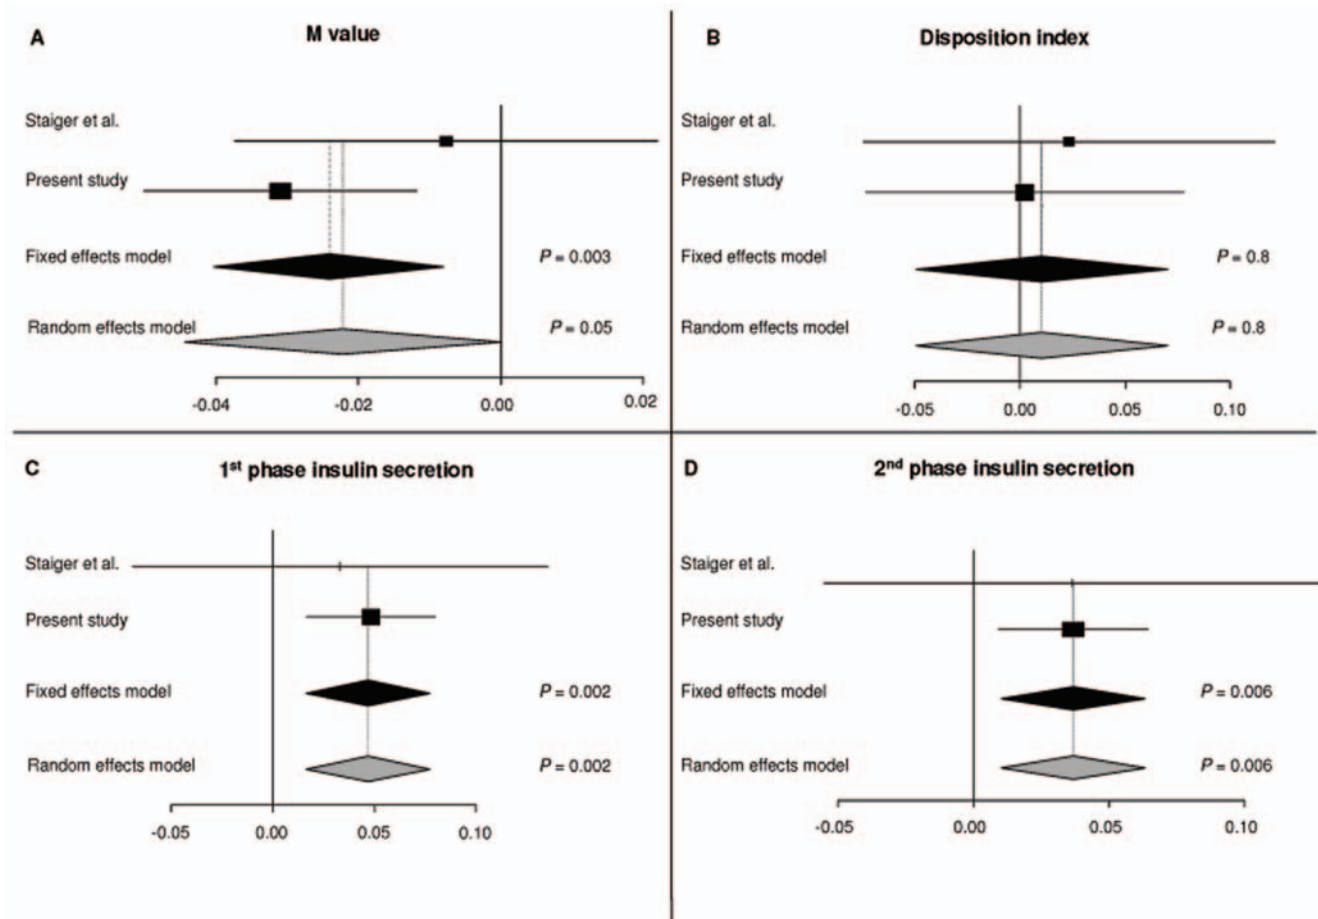 A
M value
Staiger et al.
Present study
Fixed effects model
P = 0.003
Random effects model
P = 0.05
-0.04
-0.02
0.00
0.02
B
Disposition index
Staiger et al.
Present study
Fixed effects model
P = 0.8
Random effects model
P = 0.8
-0.05
0.00
0.05
0.10
C
1st phase insulin secretion
Staiger et al.
Present study
Fixed effects model
P = 0.002
Random effects model
P = 0.002
-0.05
0.00
0.05
0.10
D
2nd phase insulin secretion
Staiger et al.
Present study
Fixed effects model
P = 0.006
Random effects model
P = 0.006
-0.05
0.00
0.05
0.10